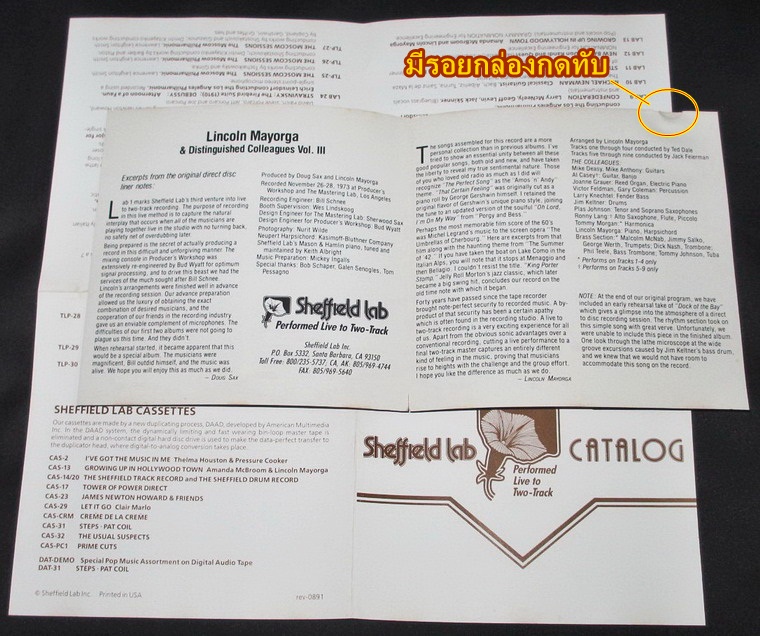 มีรอยกล่องกดทับ
Lincoln Mayorga
& Distinguished Colleagues Vol. III
Excerpts from the original direct disc
liner notes:
Lab 1 marks Sheffield Lab's third venture into live
to two-track recording. The purpose of recording
in this live method is to capture the natural
interplay that occurs when all of the musicians are
playing together live in the studio with no turning back,
no safety net of overdubbing later.
Being prepared is the secret of actually producing a
record in this difficult and unforgiving manner. The
mixing console in Producer's Workshop was
extensively re-engineered by Bud Wyatt for optimum
signal processing, and to drive this beast we had the
services of the much sought after Bill Schnee.
Lincoln's arrangements were finished well in advance
of the recording session. Our advance preparation
allowed us the luxury of obtaining the exact
combination of desired musicians, and the
cooperation of our friends in the recording industry
gave us an enviable complement of microphones. The
difficulties of our first two albums were not going to
plague us this time. And they didn't.
When rehearsal started, it became apparent that this
would be a special album. The musicians were
magnificent, Bill outdid himself, and the music was
alive. We hope you will enjoy this as much as we did.
— DOUG SAX
Produced by Doug Sax and Lincoln Mayorga
Recorded November 26-28, 1973 at Producer's
Workshop and The Mastering Lab, Los Angeles
Recording Engineer: Bill Schnee
Booth Supervision: Wes Lindskoog
Design Engineer for The Mastering Lab: Sherwood Sax
Design Engineer for Producer's Workshop: Bud Wyatt
Photography: Nurit Wilde
Neupert Harpsichord: Kasimoff-Bluthner Company
Sheffield Lab's Mason & Hamlin piano, tuned and
maintained by Keith Albright
Music Preparation: Mickey Ingalls
Special thanks: Bob Schaper, Galen Senogles, Tom
Pessagno
Sheffield Lab
Performed Live to Two-Track
Sheffield Lab Inc.
P.O. Box 5332, Santa Barbara, CA 93150
Toll Free: 800/235-5737, CA, AK: 805/969-4744
FAX: 805/969-5640
The songs assembled for this record are a more
personal collection than in previous albums. I've
tried to show an essential unity between all these
good popular songs, both old and new, and have taken
the liberty of treating some very sentimental music. Those
of you who loved old radio as much as I did will
recognize "The Perfect Song" as the "Amos 'n' Andy"
theme. "That Certain Feeling" was originally cut as a
piano roll by George Gershwin himself. I retained the
original flavor of Gershwin's unique piano style, joining
the tune to an updated version of the soulful "Oh Lord,
I'm On My Way" from "Porgy and Bess."
Perhaps the most memorable film score of the 60's
was Michel Legrand's music to the screen opera "The
Umbrellas of Cherbourg." Here are excerpts from that
film along with the haunting theme from "The Summer
of '42." If you have taken the boat on Lake Como in the
Italian Alps, you will note that it stops at Menaggio and
then Bellagio. I couldn't resist the title. "King Porter
Stomp," Jelly Roll Morton's jazz classic, which later
became a big swing hit, concludes our record on the
old time note with which it began.
Forty years have passed since the tape recorder
brought note-perfect security to recorded music. A by-
product of that security has been a certain apathy
which is often found in the recording studio. A live to
two-track recording is a very exciting experience for all
of us. Apart from the obvious sonic advantages over a
conventional recording, cutting a live performance to a
final two-track master captures an entirely different
kind of feeling in the music, proving that musicians
rise to heights with the challenge and the group effort.
I hope you like the difference as much as we do.
— LINCOLN MAYORGA
Arranged by Lincoln Mayorga
Tracks one through four conducted by Ted Dale
Tracks five through nine conducted by Jack Feierman
THE COLLEAGUES:
Mike Deasy, Mike Anthony: Guitars
Al Casey†: Guitar, Banjo
Joanne Grauer: Reed Organ, Electric Piano
Victor Feldman, Gary Coleman: Percussion
Larry Knechtel: Fender Bass
Jim Keltner: Drums
Plas Johnson: Tenor and Soprano Saxophones
Ronny Lang†: Alto Saxophone, Flute, Piccolo
Tommy Morgan*: Harmonica
Lincoln Mayorga: Piano, Harpsichord
Brass Section: Malcolm McNab, Jimmy Salko,
George Werth, Trumpets; Dick Nash, Trombone;
Phil Teele, Bass Trombone; Tommy Johnson, Tuba
* Performs on Tracks 1-4 only
† Performs on Tracks 5-9 only
NOTE: At the end of our original program, we have
included an early rehearsal take of "Dock of the Bay"
which gives a glimpse into the atmosphere of a direct
to disc recording session. The rhythm section took on
this simple song with great verve. Unfortunately, we
were unable to include this piece in the finished album.
One look through the lathe microscope at the wide
groove excursions caused by Jim Keltner's bass drum,
and we knew that we would not have room to
accommodate this song on the record.
TLP-28
TLP-29
TLP-30
SHEFFIELD LAB CASSETTES
Our cassettes are made by a new duplicating process, DAAD, developed by American Multimedia
Inc. In the DAAD system, the dynamically limiting and fast wearing bin-loop master tape is
eliminated and a non-contact digital hard disc drive is used to make the data-perfect transfer to
the duplicator head, where digital-to-analog conversion takes place.
CAS-2 I'VE GOT THE MUSIC IN ME Thelma Houston & Pressure Cooker
CAS-13 GROWING UP IN HOLLYWOOD TOWN Amanda McBroom & Lincoln Mayorga
CAS-14/20 THE SHEFFIELD TRACK RECORD and THE SHEFFIELD DRUM RECORD
CAS-17 TOWER OF POWER DIRECT
CAS-23 JAMES NEWTON HOWARD & FRIENDS
CAS-29 LET IT GO Clair Marlo
CAS-CRM CREME DE LA CREME
CAS-31 STEPS · PAT COIL
CAS-32 THE USUAL SUSPECTS
CAS-PC1 PRIME CUTS
DAT-DEMO Special Pop Music Assortment on Digital Audio Tape
DAT-31 STEPS · PAT COIL
© Sheffield Lab Inc. Printed in USA
rev-0891
Sheffield Lab CATALOG
Performed
Live to
Two-Track